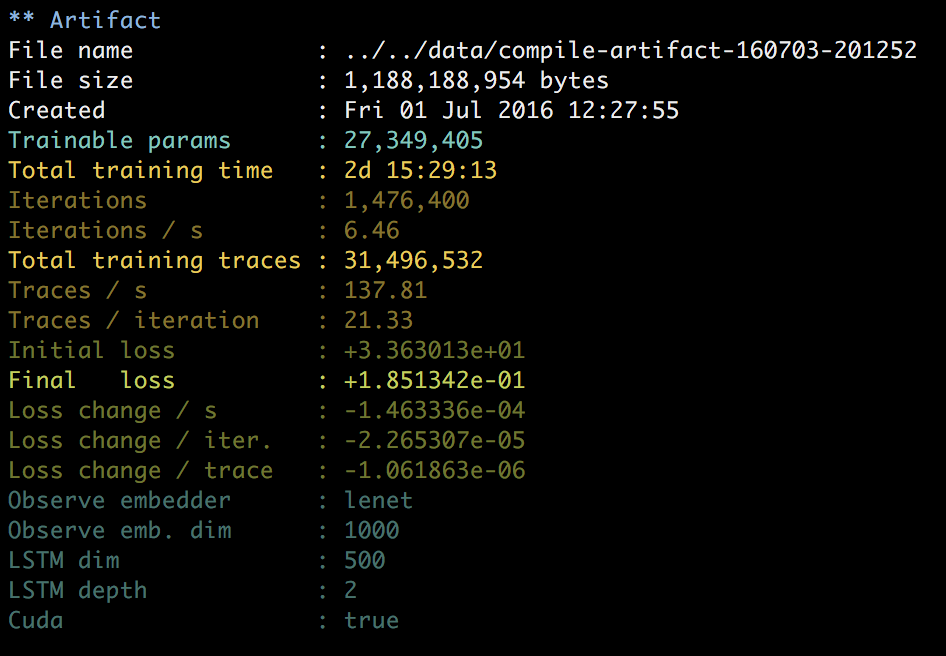 ** Artifact
File name             : ../../data/compile-artifact-160703-201252
File size             : 1,188,188,954 bytes
Created               : Fri 01 Jul 2016 12:27:55
Trainable params      : 27,349,405
Total training time   : 2d 15:29:13
Iterations            : 1,476,400
Iterations / s        : 6.46
Total training traces : 31,496,532
Traces / s            : 137.81
Traces / iteration    : 21.33
Initial loss          : +3.363013e+01
Final   loss          : +1.851342e-01
Loss change / s       : -1.463336e-04
Loss change / iter.   : -2.265307e-05
Loss change / trace   : -1.061863e-06
Observe embedder      : lenet
Observe emb. dim      : 1000
LSTM dim              : 500
LSTM depth            : 2
Cuda                  : true